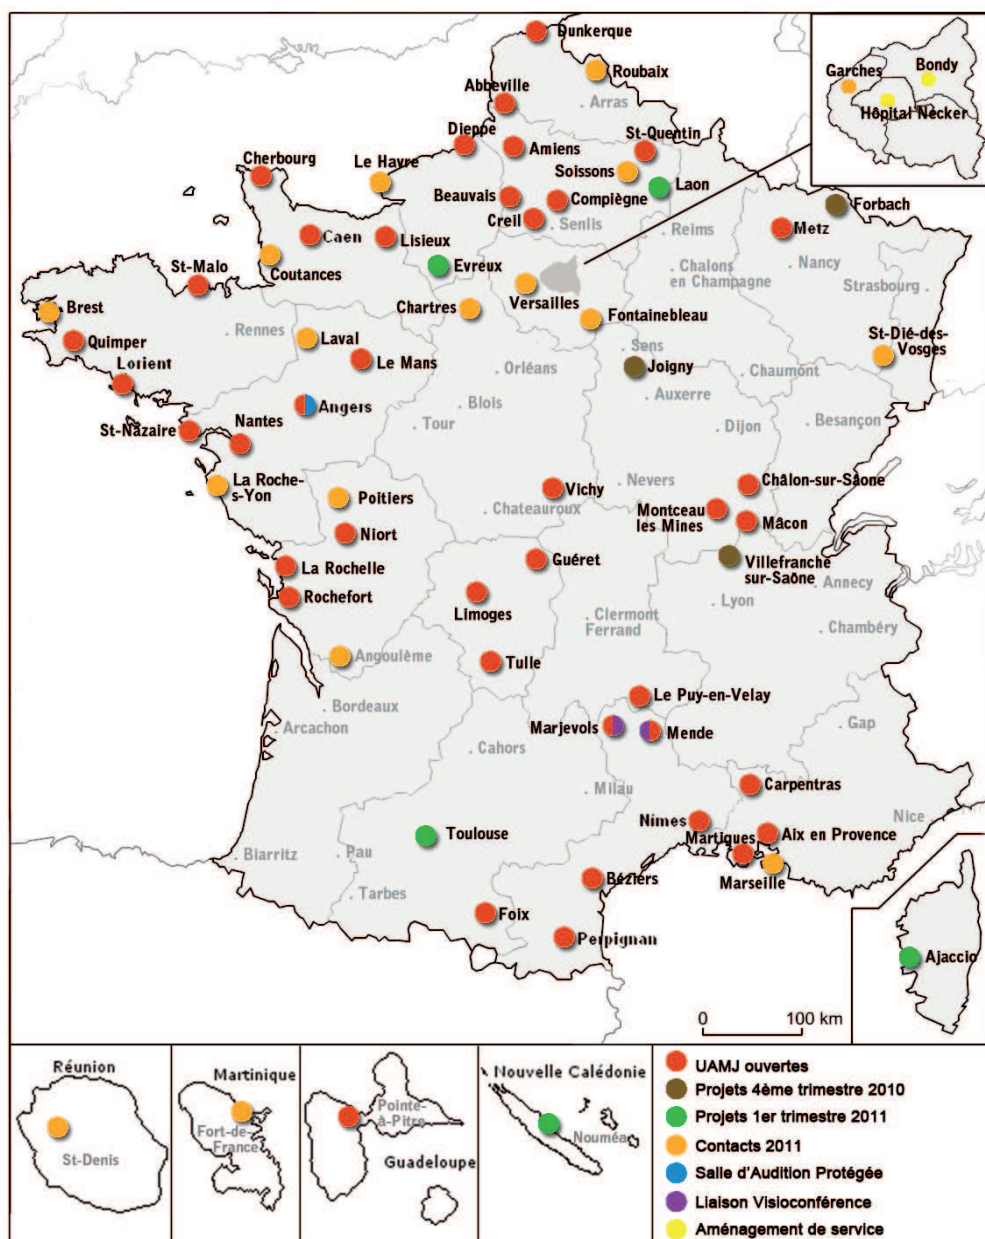 Dunkerque
Roubaix
Abbeville
Arras
Dieppe
Amiens
St-Quentin
Cherbourg
Le Havre
Soissons
Laon
Beauvais
Compiègne
Creil
Senlis
Reims
Forbach
Metz
Caen
Lisieux
Coutances
Evreux
Versailles
Chalons
en Champagne
Nancy
Strasbourg
St-Malo
Brest
Quimper
Lorient
Rennes
Laval
Le Mans
Chartres
Fontainebleau
Sens
Joigny
St-Dié-des-
Vosges
Orléans
Chaumont
Auxerre
Angers
Blois
Tour
Dijon
Besançon
St-Nazaire
Nantes
La Roche-
s-Yon
Poitiers
Niort
Vichy
Chateauroux
Nevers
Châlon-sur-Sâone
Montceau
les Mines
Mâcon
La Rochelle
Rochefort
Guéret
Limoges
Villefranche
sur-Saône
Annecy
Lyon
Clermont
Ferrand
Chambéry
Angoulème
Tulle
Bordeaux
Arcachon
Le Puy-en-Velay
Marjevols
Mende
Gap
Cahors
Milau
Carpentras
Nimes
Nice
Toulouse
Martigues
Aix en Provence
Marseille
Biarritz
Pau
Tarbes
Béziers
Foix
Perpignan
Garches
Bondy
Hôpital Necker
Ajaccio
0 100 km
Réunion
St-Denis
Martinique
Fort-de-
France
Pointe-
à-Pitre
Guadeloupe
Nouvelle Calédonie
Nouméa
UAMJ ouvertes
Projets 4ème trimestre 2010
Projets 1er trimestre 2011
Contacts 2011
Salle d'Audition Protégée
Liaison Visioconférence
Aménagement de service